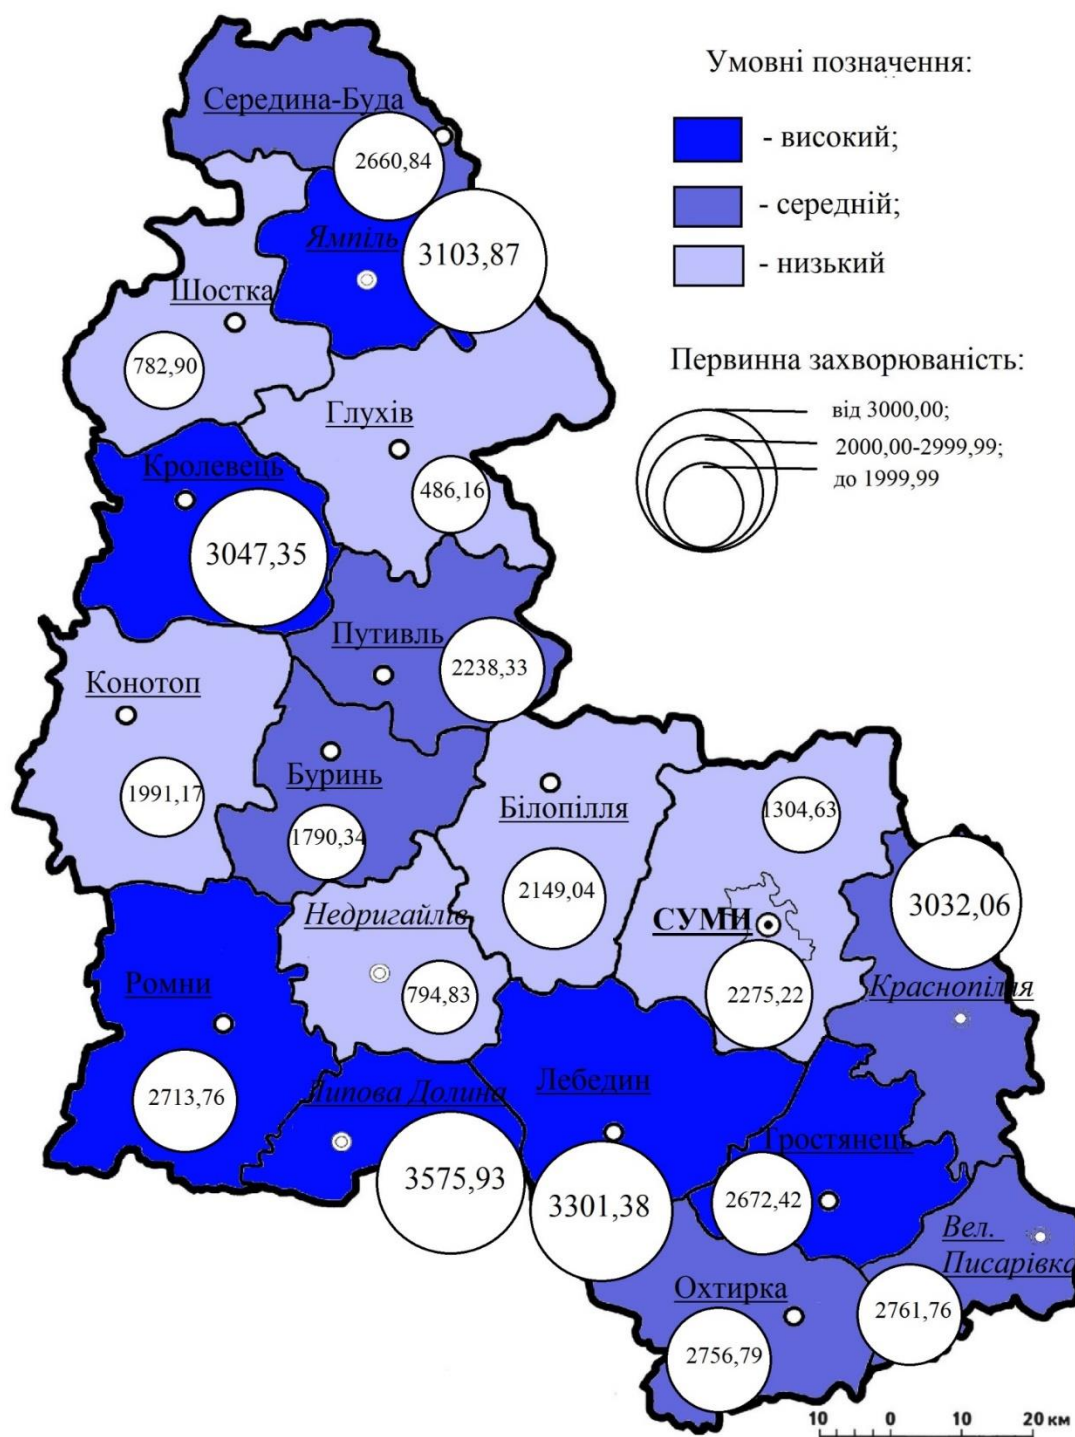 Умовні позначення:
- високий;
- середній;
- низький
Первинна захворюваність:
від 3000,00;
2000,00-2999,99;
до 1999,99
Середина-Буда
2660,84
Ямпіль
3103,87
Шостка
782,90
Глухів
486,16
Кролевець
3047,35
Путивль
2238,33
Конотоп
1991,17
Буринь
1790,34
Білопілля
2149,04
1304,63
СУМИ
2275,22
3032,06
Краснопілля
Недригайлів
794,83
Ромни
2713,76
Липова Долина
3575,93
Лебедин
3301,38
Тростянець
2672,42
Вел.
Писарівка
2761,76
Охтирка
2756,79
10 0 10 20 км